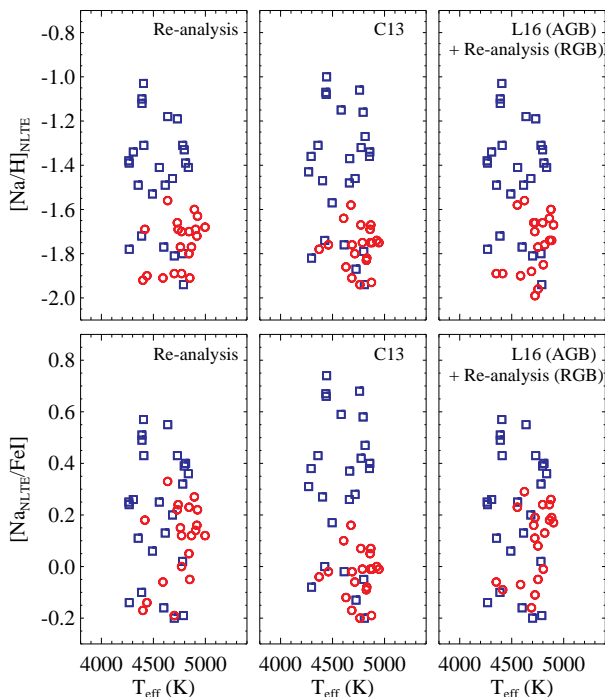 Re-analysis
C13
L16 (AGB)
+ Re-analysis (RGB)
[Na/H]NLTE
-0.8
-1.0
-1.2
-1.4
-1.6
-1.8
-2.0
Re-analysis
C13
L16 (AGB)
+ Re-analysis (RGB)
[NaNLTE/FeI]
0.8
0.6
0.4
0.2
0.0
-0.2
4000 4500 5000
4000 4500 5000
4000 4500 5000
Teff (K)
Teff (K)
Teff (K)